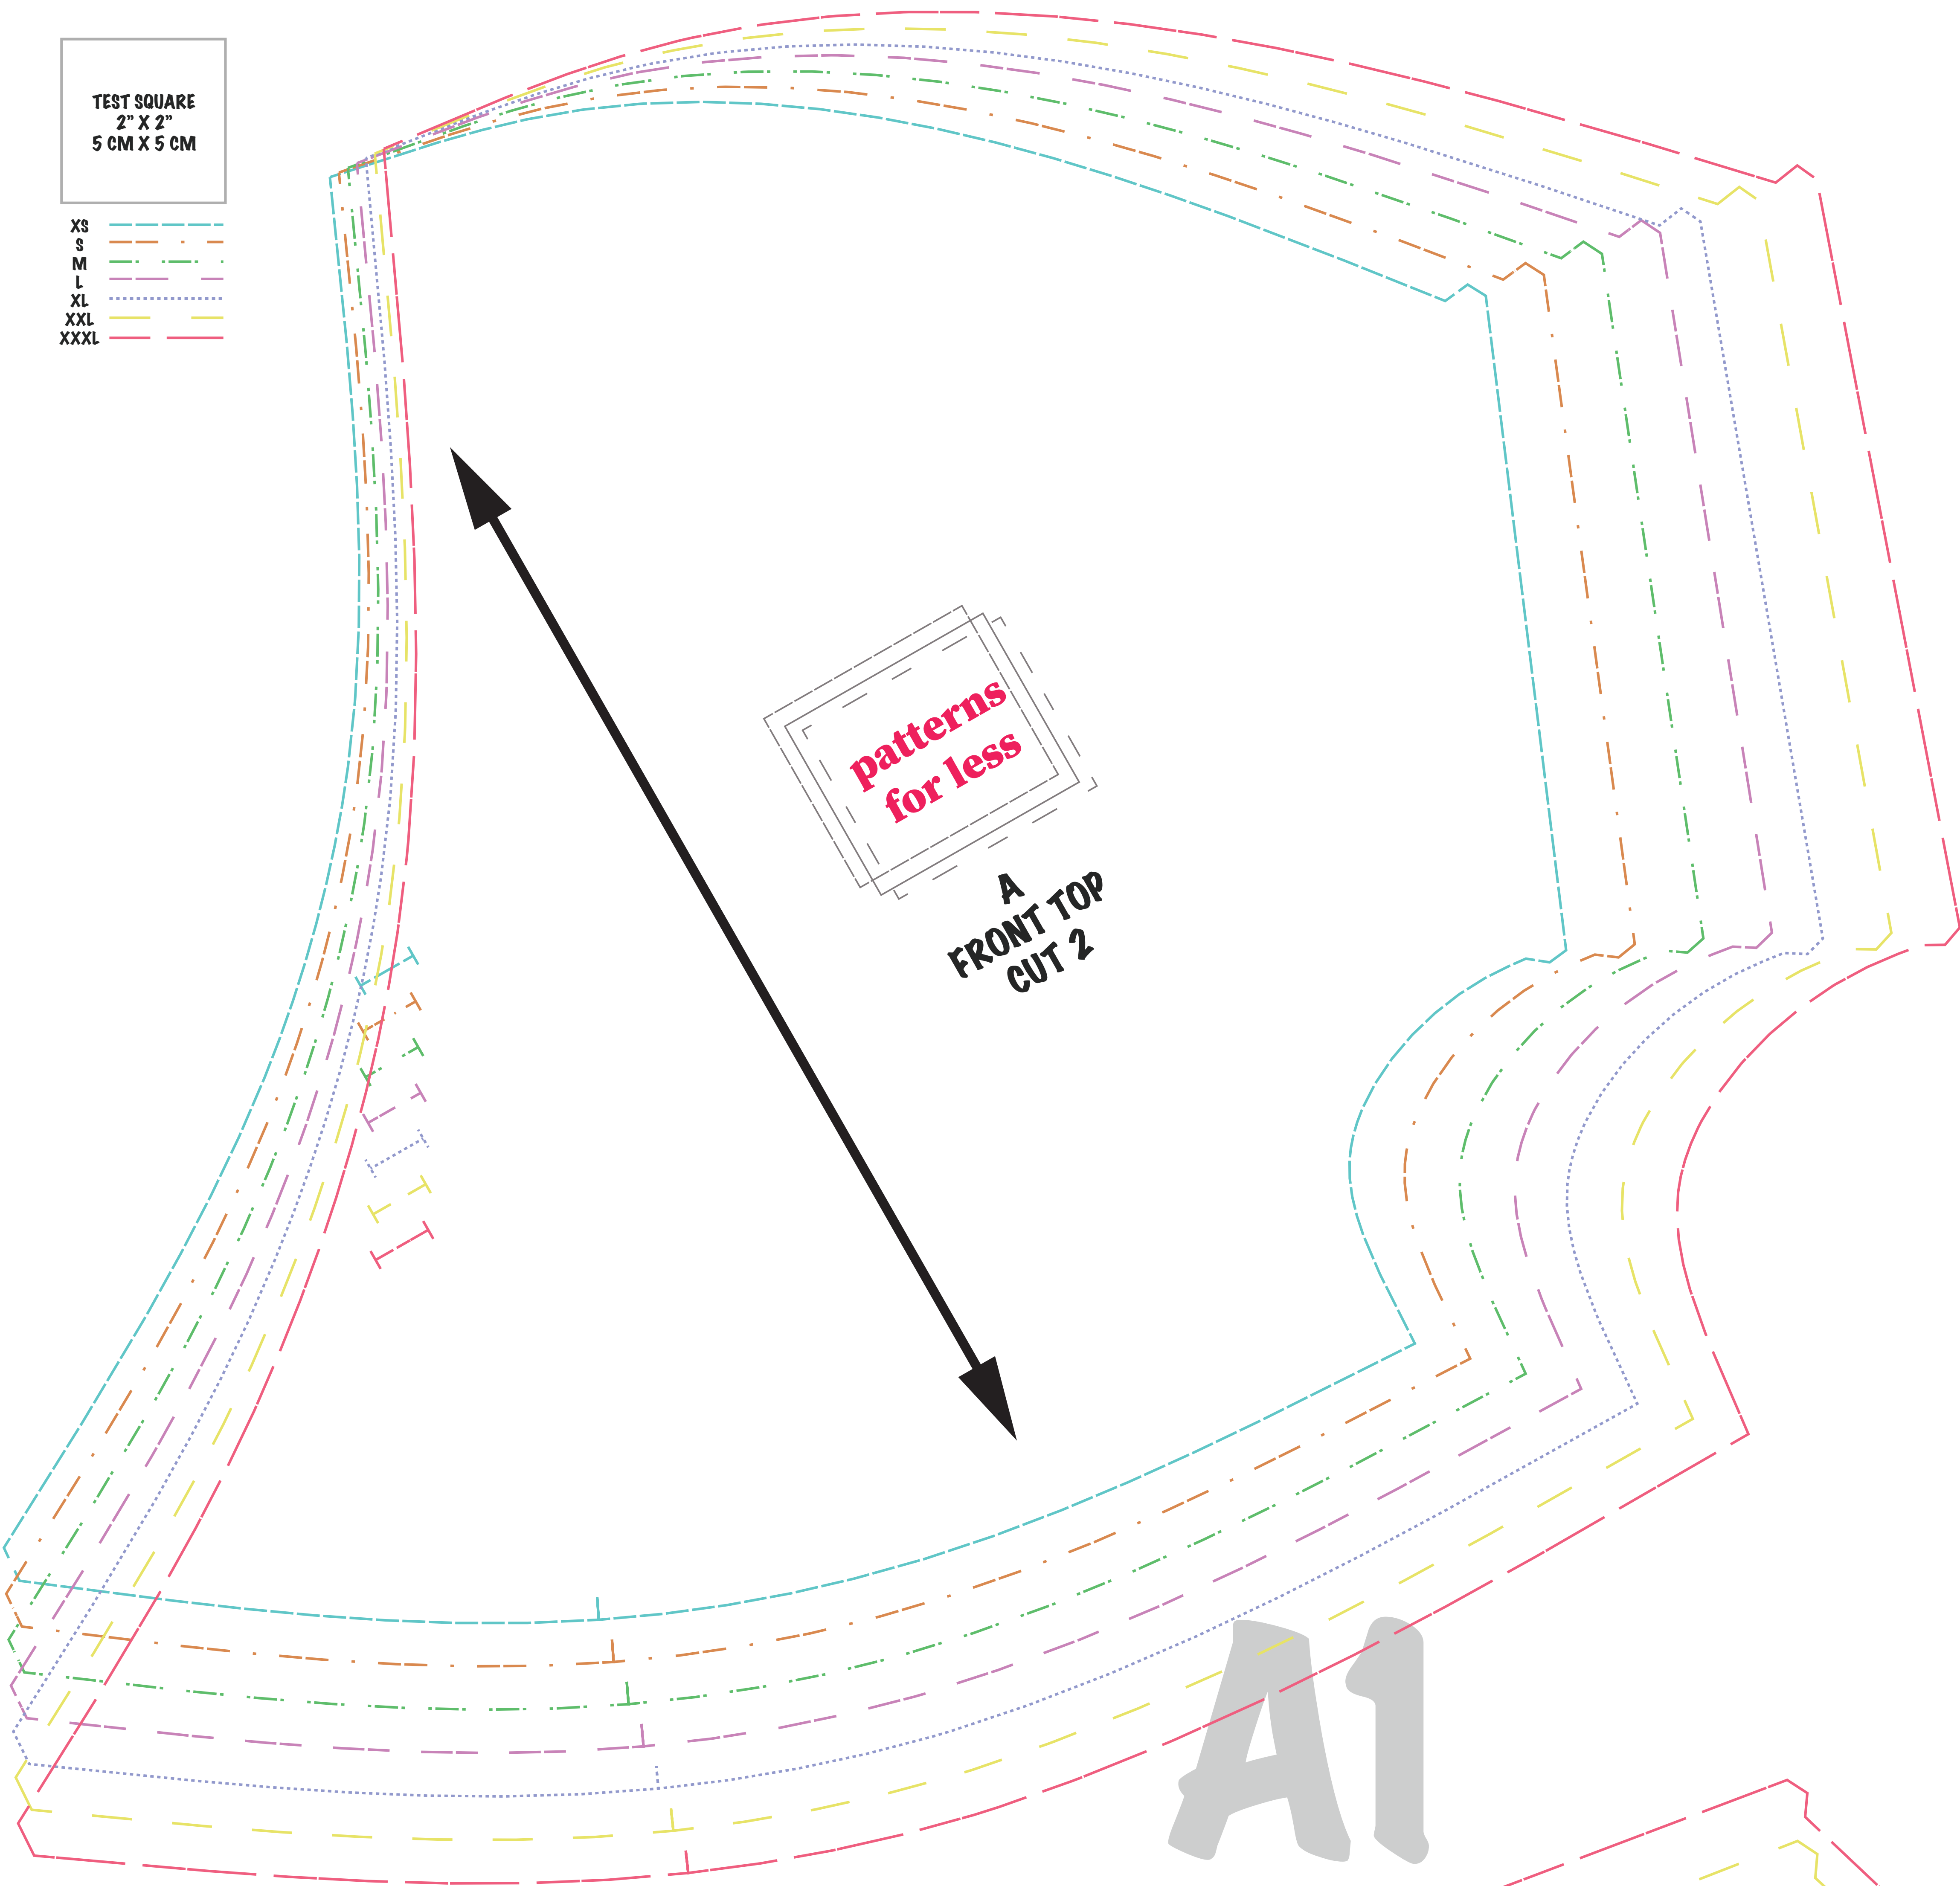 TEST SQUARE
2” X 2”
5 CM X 5 CM
XS
S
M
L
XL
XXL
XXXL
patterns
for less
A
FRONT TOP
CUT 2
A1